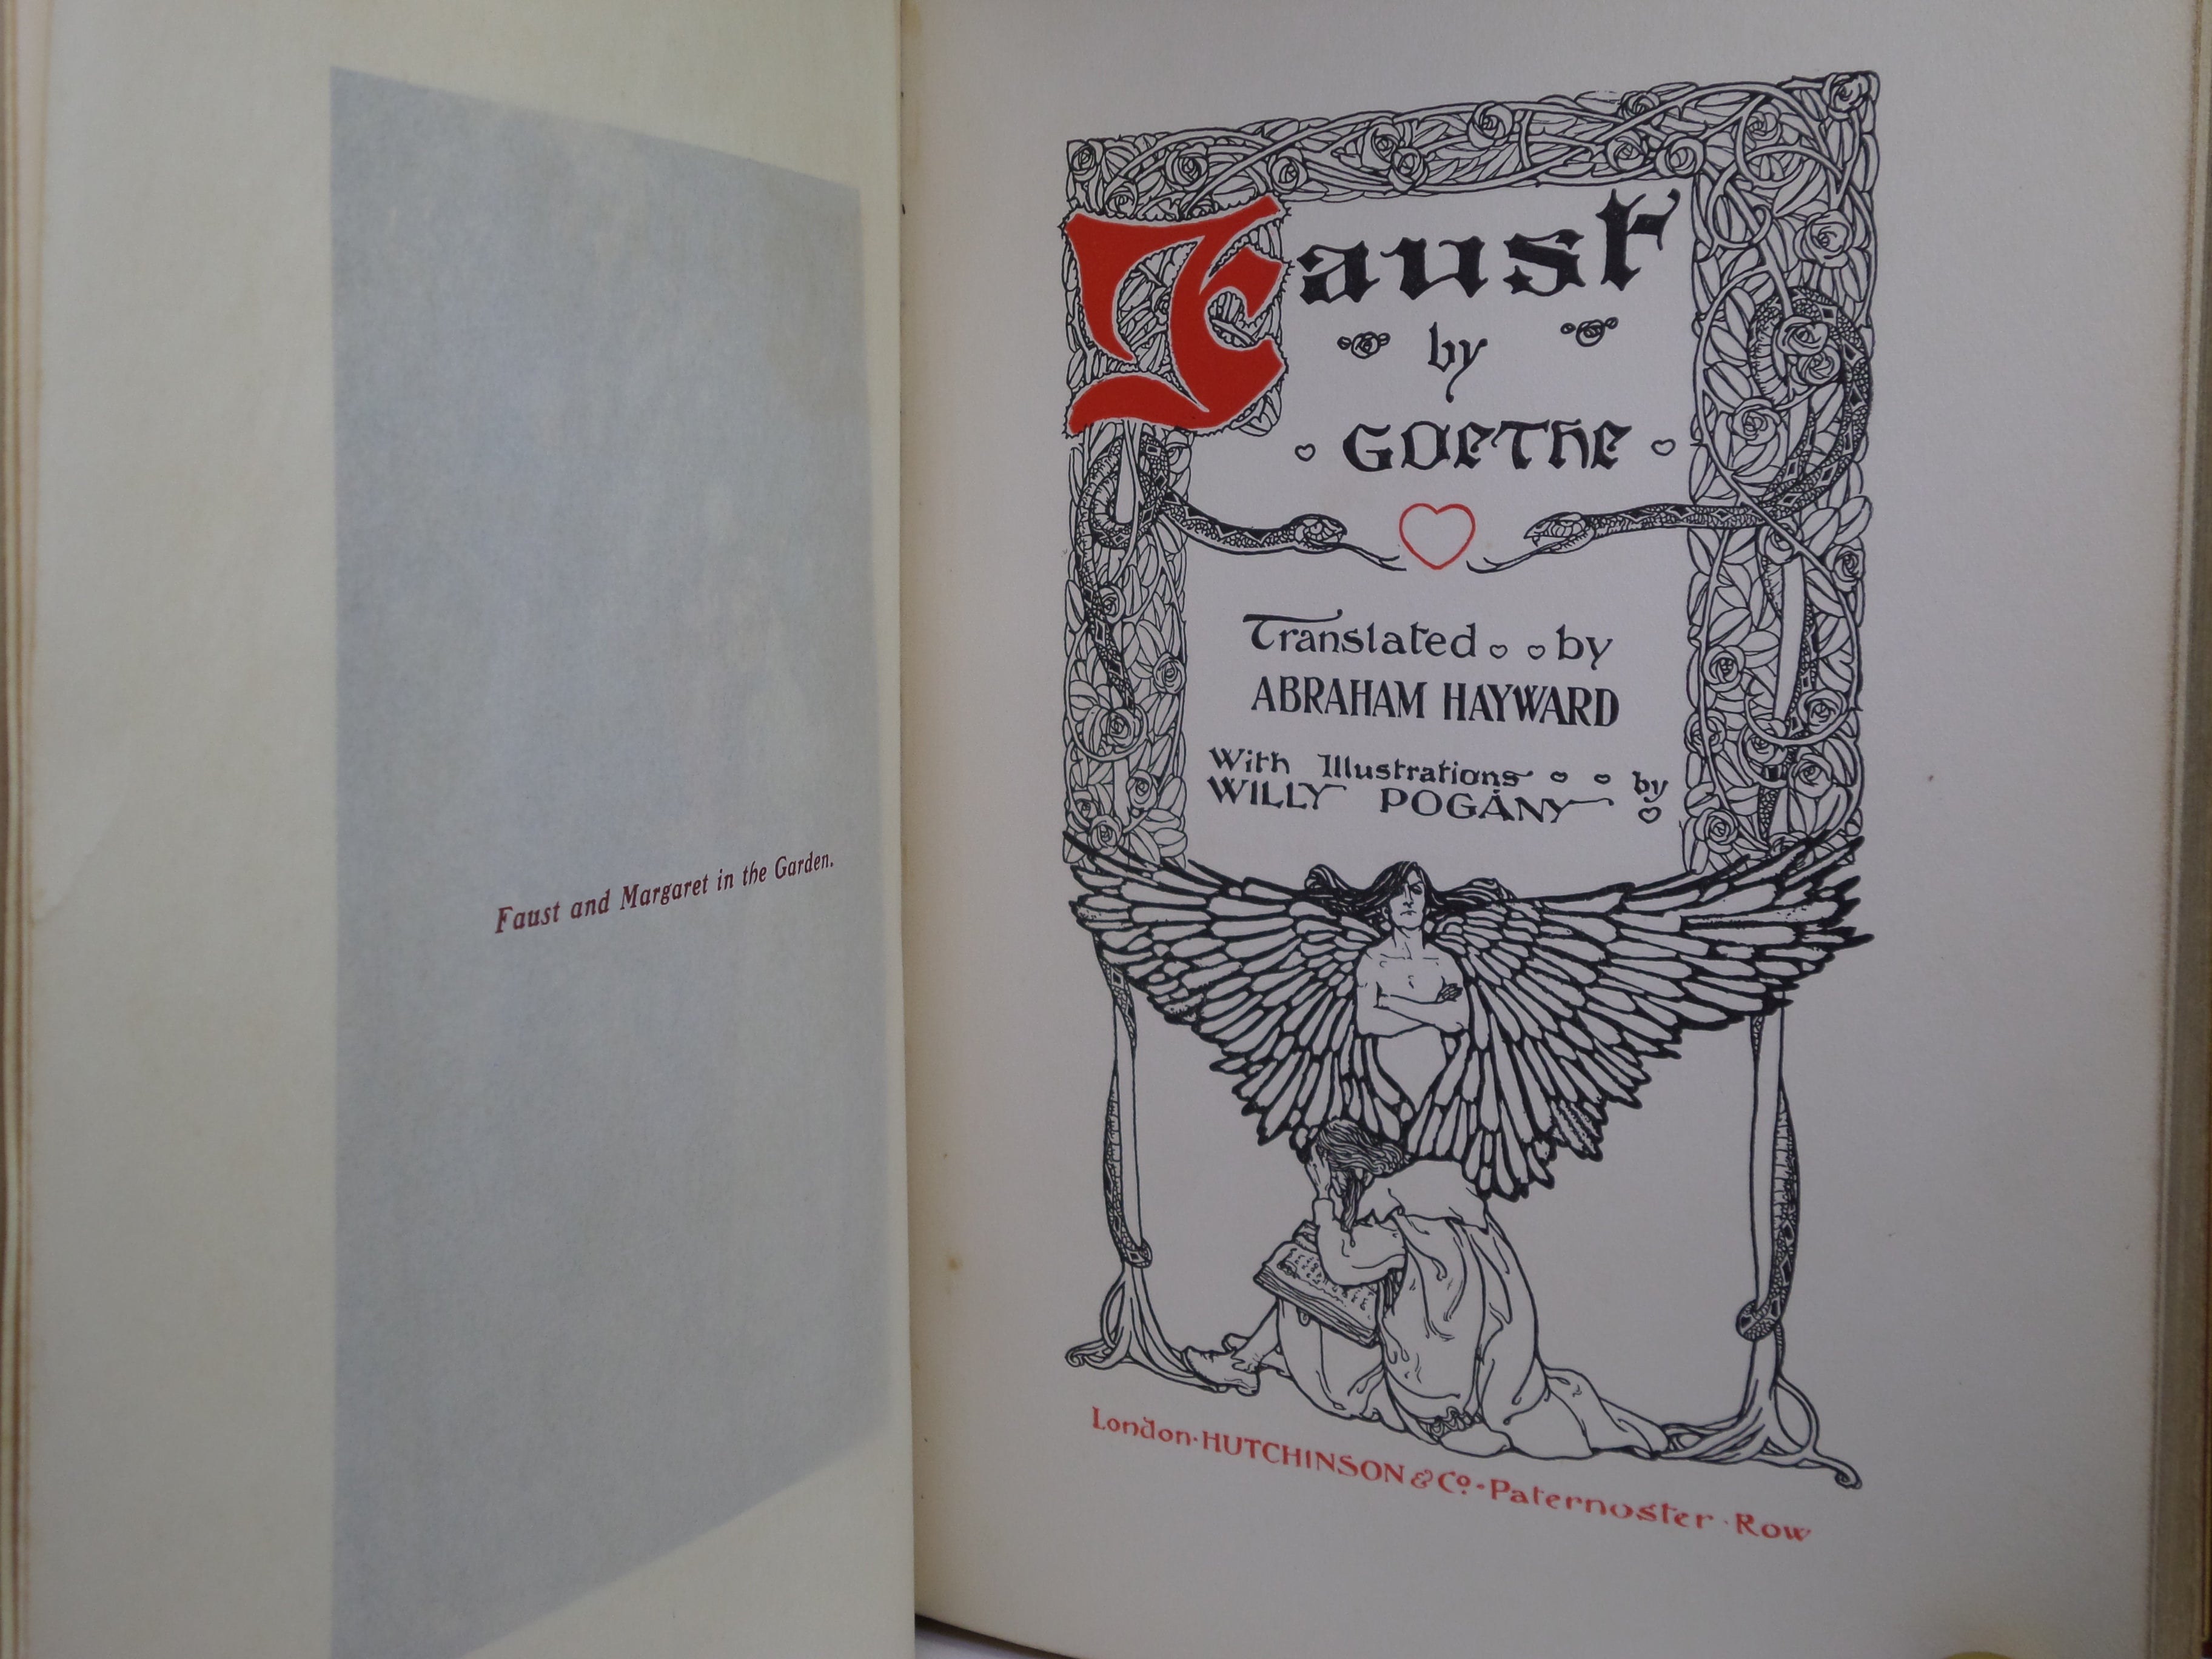 Faust and Margaret in the Garden.
Faust
by
GOETHE
Translated by
ABRAHAM HAYWARD
With Illustrations by
WILLY POGÁNY
London·HUTCHINSON & Co·Paternoster·Row